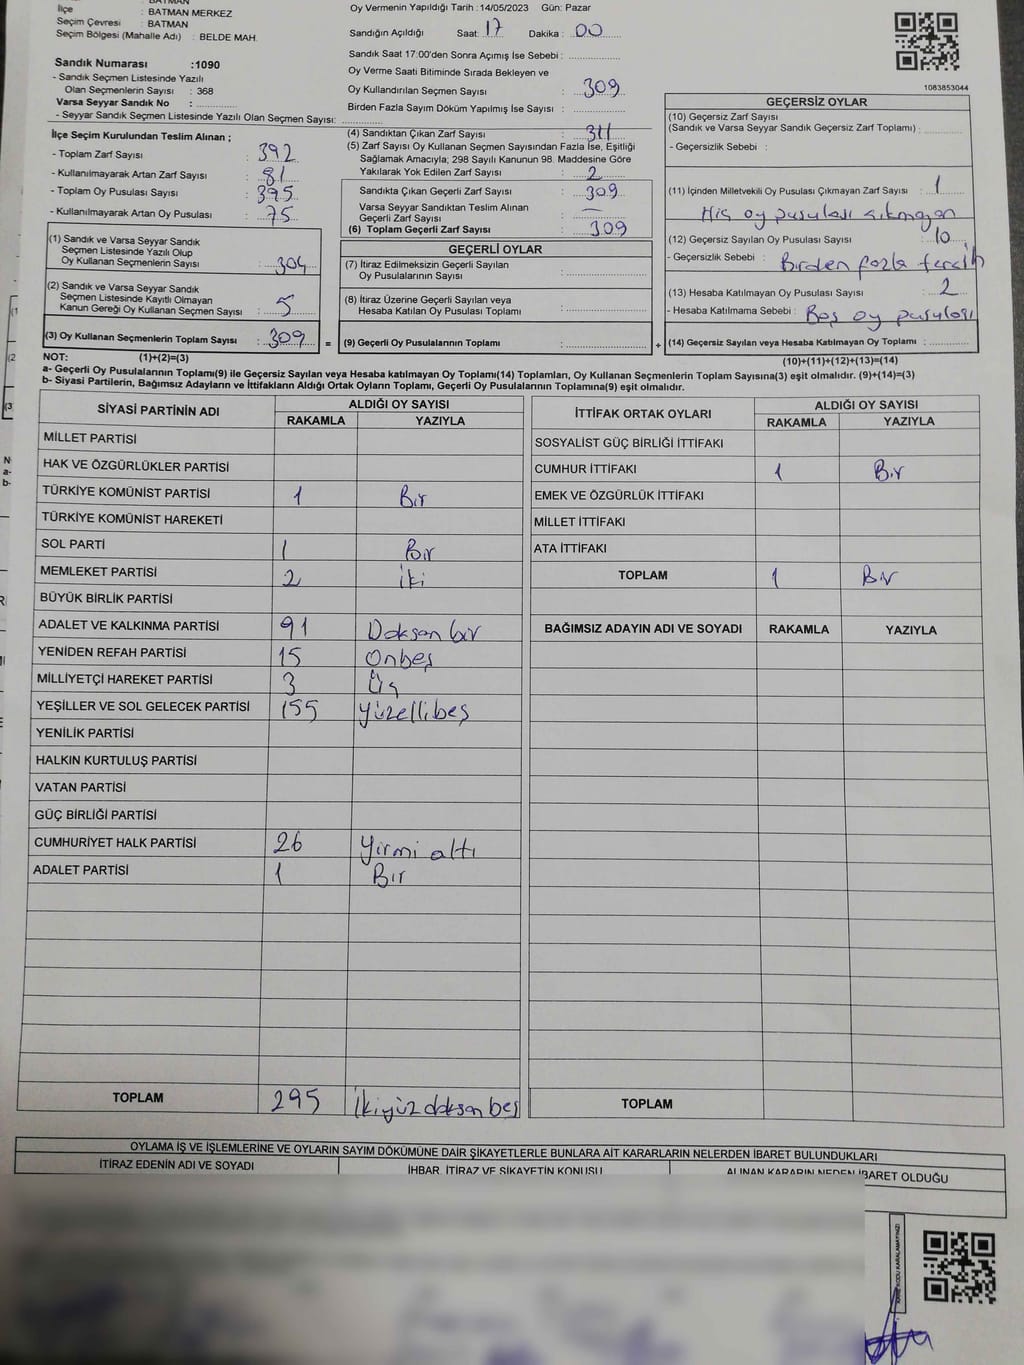 BATMAN
İlçe : BATMAN MERKEZ
Seçim Çevresi : BATMAN
Seçim Bölgesi (Mahalle Adı) : BELDE MAH.
Sandık Numarası :1090
- Sandık Seçmen Listesinde Yazılı
Olan Seçmenlerin Sayısı : 368
Varsa Seyyar Sandık No :
- Seyyar Sandık Seçmen Listesinde Yazılı Olan Seçmen Sayısı:
Oy Vermenin Yapıldığı Tarih :14/05/2023 Gün: Pazar
Sandığın Açıldığı Saat: 17 Dakika : 00
Sandık Saat 17:00'den Sonra Açımış İse Sebebi :
Oy Verme Saati Bitiminde Sırada Bekleyen ve
Oy Kullandırılan Seçmen Sayısı : 309
Birden Fazla Sayım Döküm Yapılmış İse Sayısı :
1083853044
İlçe Seçim Kurulundan Teslim Alınan ;
- Toplam Zarf Sayısı : 392
- Kullanılmayarak Artan Zarf Sayısı : 81
- Toplam Oy Pusulası Sayısı : 395
- Kullanılmayarak Artan Oy Pusulası : 75
(1) Sandık ve Varsa Seyyar Sandık
Seçmen Listesinde Yazılı Olup
Oy Kullanan Seçmenlerin Sayısı : 304
(2) Sandık ve Varsa Seyyar Sandık
Seçmen Listesinde Kayıtlı Olmayan
Kanun Gereği Oy Kullanan Seçmen Sayısı : 5
(3) Oy Kullanan Seçmenlerin Toplam Sayısı : 309 =
(4) Sandıktan Çıkan Zarf Sayısı : 311
(5) Zarf Sayısı Oy Kullanan Seçmen Sayısından Fazla İse, Eşitliği
Sağlamak Amacıyla; 298 Sayılı Kanunun 98. Maddesine Göre
Yakılarak Yok Edilen Zarf Sayısı : 2
Sandıkta Çıkan Geçerli Zarf Sayısı : 309
Varsa Seyyar Sandıktan Teslim Alınan
Geçerli Zarf Sayısı : —
(6) Toplam Geçerli Zarf Sayısı : 309
GEÇERLİ OYLAR
(7) İtiraz Edilmeksizin Geçerli Sayılan
Oy Pusulalarının Sayısı :
(8) İtiraz Üzerine Geçerli Sayılan veya
Hesaba Katılan Oy Pusulası Toplamı :
(9) Geçerli Oy Pusulalarının Toplamı : +
GEÇERSİZ OYLAR
(10) Geçersiz Zarf Sayısı
(Sandık ve Varsa Seyyar Sandık Geçersiz Zarf Toplamı) :
- Geçersizlik Sebebi :
(11) İçinden Milletvekili Oy Pusulası Çıkmayan Zarf Sayısı : 1
Hiç oy pusulası çıkmayan
(12) Geçersiz Sayılan Oy Pusulası Sayısı : 10
- Geçersizlik Sebebi : Birden fazla tercih
(13) Hesaba Katılmayan Oy Pusulası Sayısı : 2
- Hesaba Katılmama Sebebi : Boş oy pusulası
(14) Geçersiz Sayılan veya Hesaba Katılmayan Oy Pusulası Toplamı :
NOT: (1)+(2)=(3) (10)+(11)+(12)+(13)=(14)
a- Geçerli Oy Pusulalarının Toplamı(9) ile Geçersiz Sayılan veya Hesaba katılmayan Oy Pusulası Toplamı(14) Toplamları, Oy Kullanan Seçmenlerin Toplam Sayısına(3) eşit olmalıdır. (9)+(14)=(3)
b- Siyasi Partilerin, Bağımsız Adayların ve İttifakların Aldığı Ortak Oyların Toplamı, Geçerli Oy Pusulalarının Toplamına(9) eşit olmalıdır.
SİYASİ PARTİNİN ADI ALDIĞI OY SAYISI
RAKAMLA YAZIYLA
MİLLET PARTİSİ
HAK VE ÖZGÜRLÜKLER PARTİSİ
TÜRKİYE KOMÜNİST PARTİSİ 1 Bir
TÜRKİYE KOMÜNİST HAREKETİ
SOL PARTİ 1 Bir
MEMLEKET PARTİSİ 2 iki
BÜYÜK BİRLİK PARTİSİ
ADALET VE KALKINMA PARTİSİ 91 Doksan bir
YENİDEN REFAH PARTİSİ 15 Onbeş
MİLLİYETÇİ HAREKET PARTİSİ 3 Üç
YEŞİLLER VE SOL GELECEK PARTİSİ 155 yüzellibeş
YENİLİK PARTİSİ
HALKIN KURTULUŞ PARTİSİ
VATAN PARTİSİ
GÜÇ BİRLİĞİ PARTİSİ
CUMHURİYET HALK PARTİSİ 26 Yirmi altı
ADALET PARTİSİ 1 Bir
TOPLAM 295 İkiyüz doksan beş
İTTİFAK ORTAK OYLARI ALDIĞI OY SAYISI
RAKAMLA YAZIYLA
SOSYALİST GÜÇ BİRLİĞİ İTTİFAKI
CUMHUR İTTİFAKI 1 Bir
EMEK VE ÖZGÜRLÜK İTTİFAKI
MİLLET İTTİFAKI
ATA İTTİFAKI
TOPLAM 1 Bir
BAĞIMSIZ ADAYIN ADI VE SOYADI RAKAMLA YAZIYLA
TOPLAM
OYLAMA İŞ VE İŞLEMLERİNE VE OYLARIN SAYIM DÖKÜMÜNE DAİR ŞİKAYETLERLE BUNLARA AİT KARARLARIN NELERDEN İBARET BULUNDUKLARI
İTİRAZ EDENİN ADI VE SOYADI İHBAR, İTİRAZ VE ŞİKAYETİN KONUSU ALINAN KARARIN NEDEN İBARET OLDUĞU